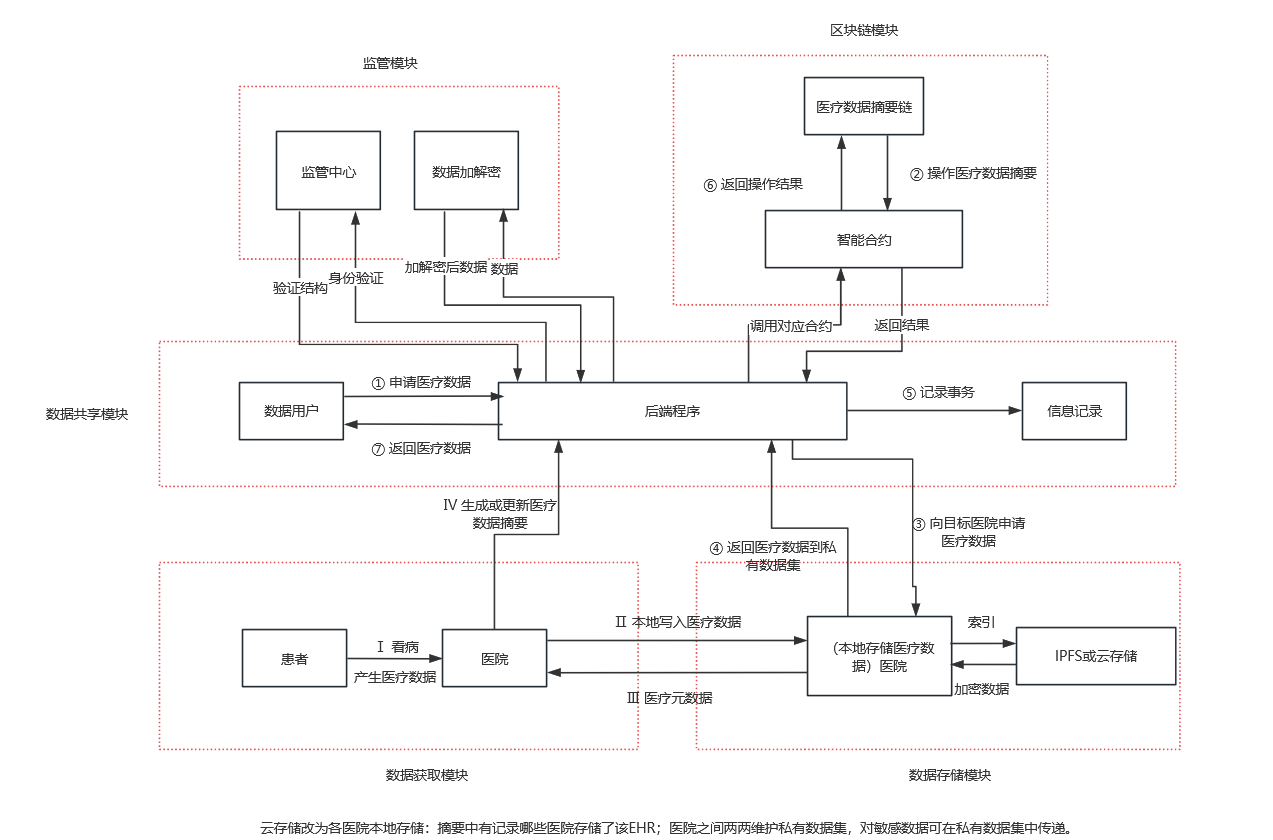 区块链模块
监管模块
医疗数据摘要链
监管中心
数据加解密
⑥ 返回操作结果
② 操作医疗数据摘要
智能合约
加解密后数据
数据
身份验证
验证结构
调用对应合约
返回结果
① 申请医疗数据
⑤ 记录事务
数据共享模块
数据用户
后端程序
信息记录
⑦ 返回医疗数据
Ⅳ 生成或更新医疗
数据摘要
③ 向目标医院申请
医疗数据
④ 返回医疗数据到私
有数据集
Ⅱ 本地写入医疗数据
索引
Ⅰ 看病
患者
医院
（本地存储医疗数
据）医院
IPFS或云存储
产生医疗数据
加密数据
Ⅲ 医疗元数据
数据获取模块
数据存储模块
云存储改为各医院本地存储：摘要中有记录哪些医院存储了该EHR；医院之间两两维护私有数据集，对敏感数据可在私有数据集中传递。